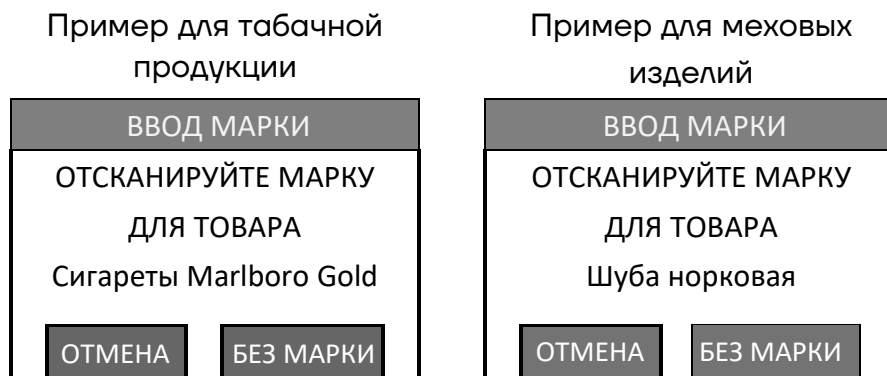 Пример для табачной
продукции
ВВОД МАРКИ
ОТСКАНИРУЙТЕ МАРКУ
ДЛЯ ТОВАРА
Сигареты Marlboro Gold
ОТМЕНА
БЕЗ МАРКИ
Пример для меховых
изделий
ВВОД МАРКИ
ОТСКАНИРУЙТЕ МАРКУ
ДЛЯ ТОВАРА
Шуба норковая
ОТМЕНА
БЕЗ МАРКИ